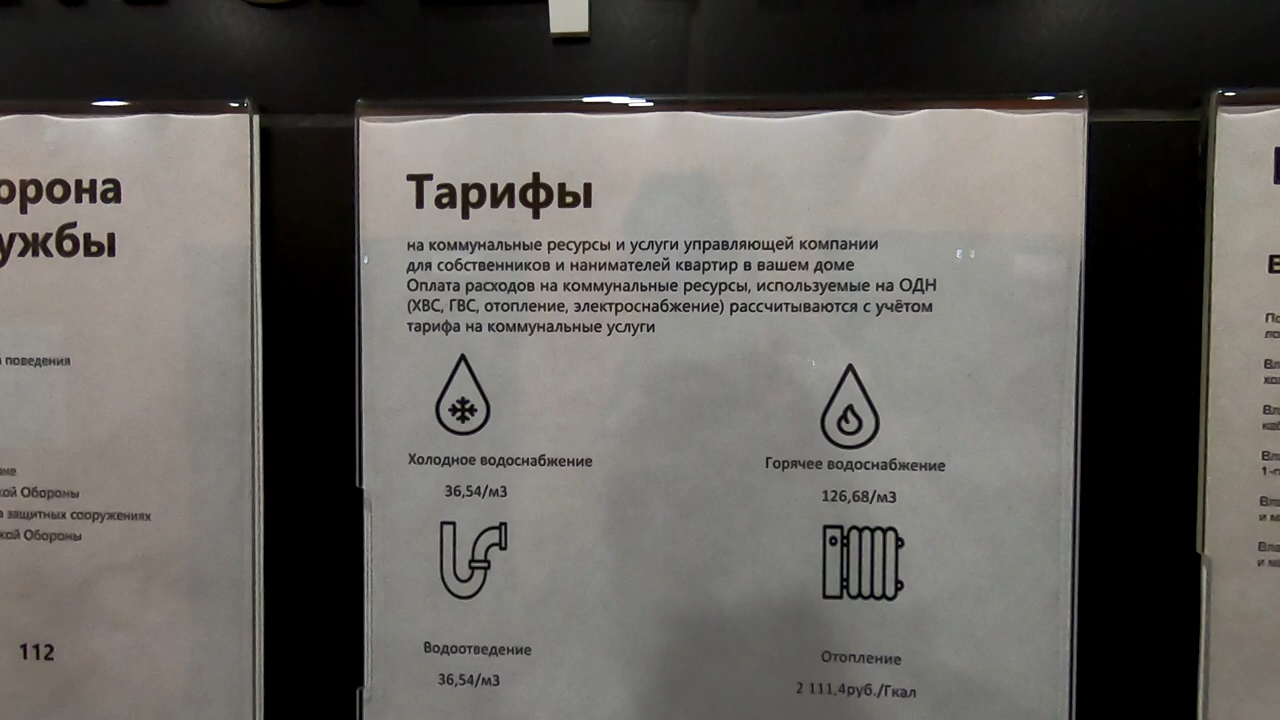 орона
ужбы
поведения
кой Обороны
защитных сооружениях
кой Обороны
112
Тарифы
на коммунальные ресурсы и услуги управляющей компании
для собственников и нанимателей квартир в вашем доме
Оплата расходов на коммунальные ресурсы, используемые на ОДН
(ХВС, ГВС, отопление, электроснабжение) рассчитываются с учётом
тарифа на коммунальные услуги
Холодное водоснабжение
36,54/м3
Горячее водоснабжение
126,68/м3
Водоотведение
36,54/м3
Отопление
2 111,4руб./Гкал